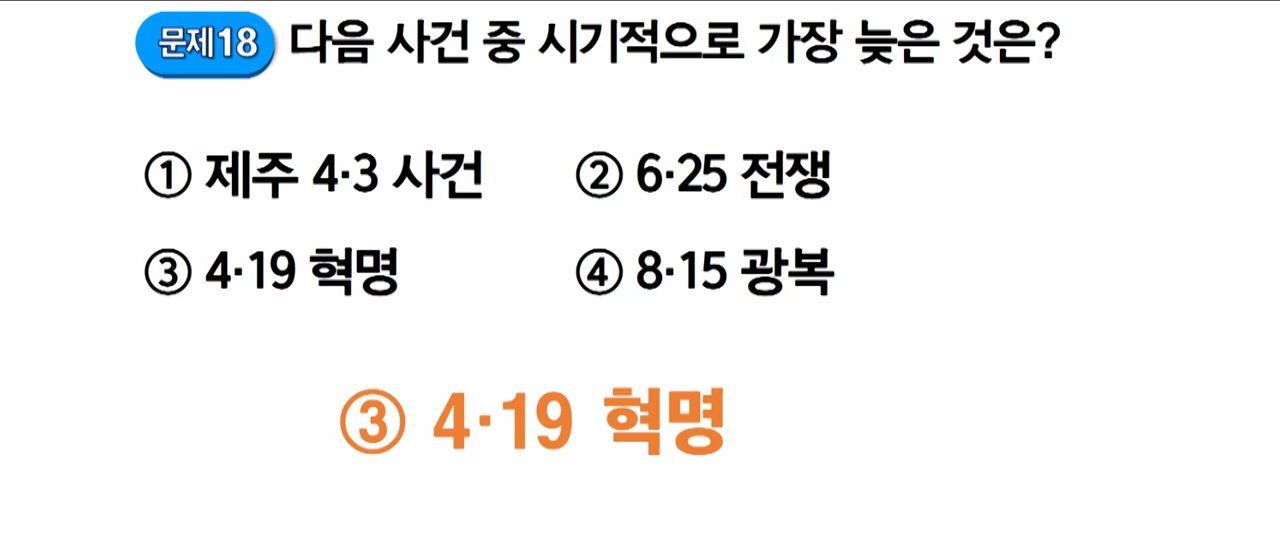 문제18 다음 사건 중 시기적으로 가장 늦은 것은?
① 제주 4·3 사건 ② 6·25 전쟁
③ 4·19 혁명 ④ 8·15 광복
③ 4·19 혁명